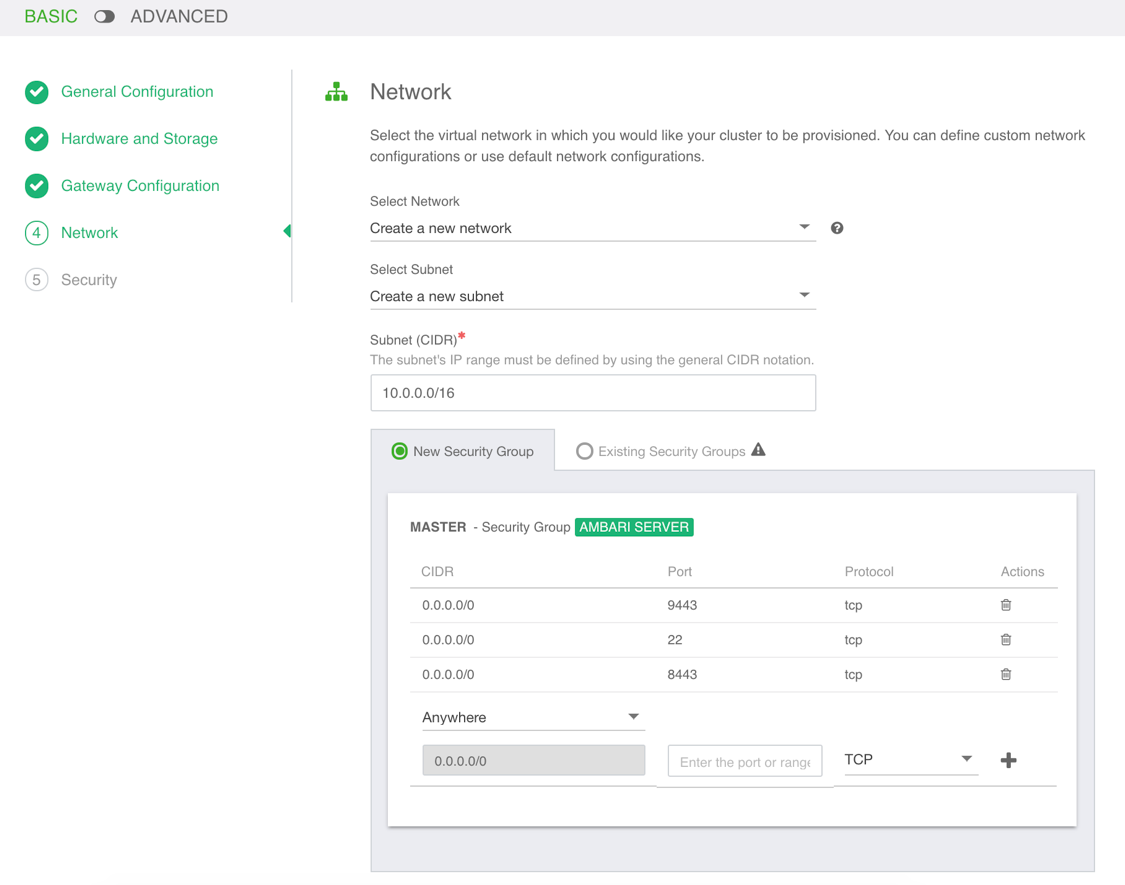 BASIC ADVANCED
General Configuration
Hardware and Storage
Gateway Configuration
4 Network
5 Security
Network
Select the virtual network in which you would like your cluster to be provisioned. You can define custom network
configurations or use default network configurations.
Select Network
Create a new network
?
Select Subnet
Create a new subnet
Subnet (CIDR)*
The subnet's IP range must be defined by using the general CIDR notation.
10.0.0.0/16
New Security Group Existing Security Groups
MASTER - Security Group AMBARI SERVER
CIDR Port Protocol Actions
0.0.0.0/0 9443 tcp
0.0.0.0/0 22 tcp
0.0.0.0/0 8443 tcp
Anywhere
0.0.0.0/0 Enter the port or range TCP